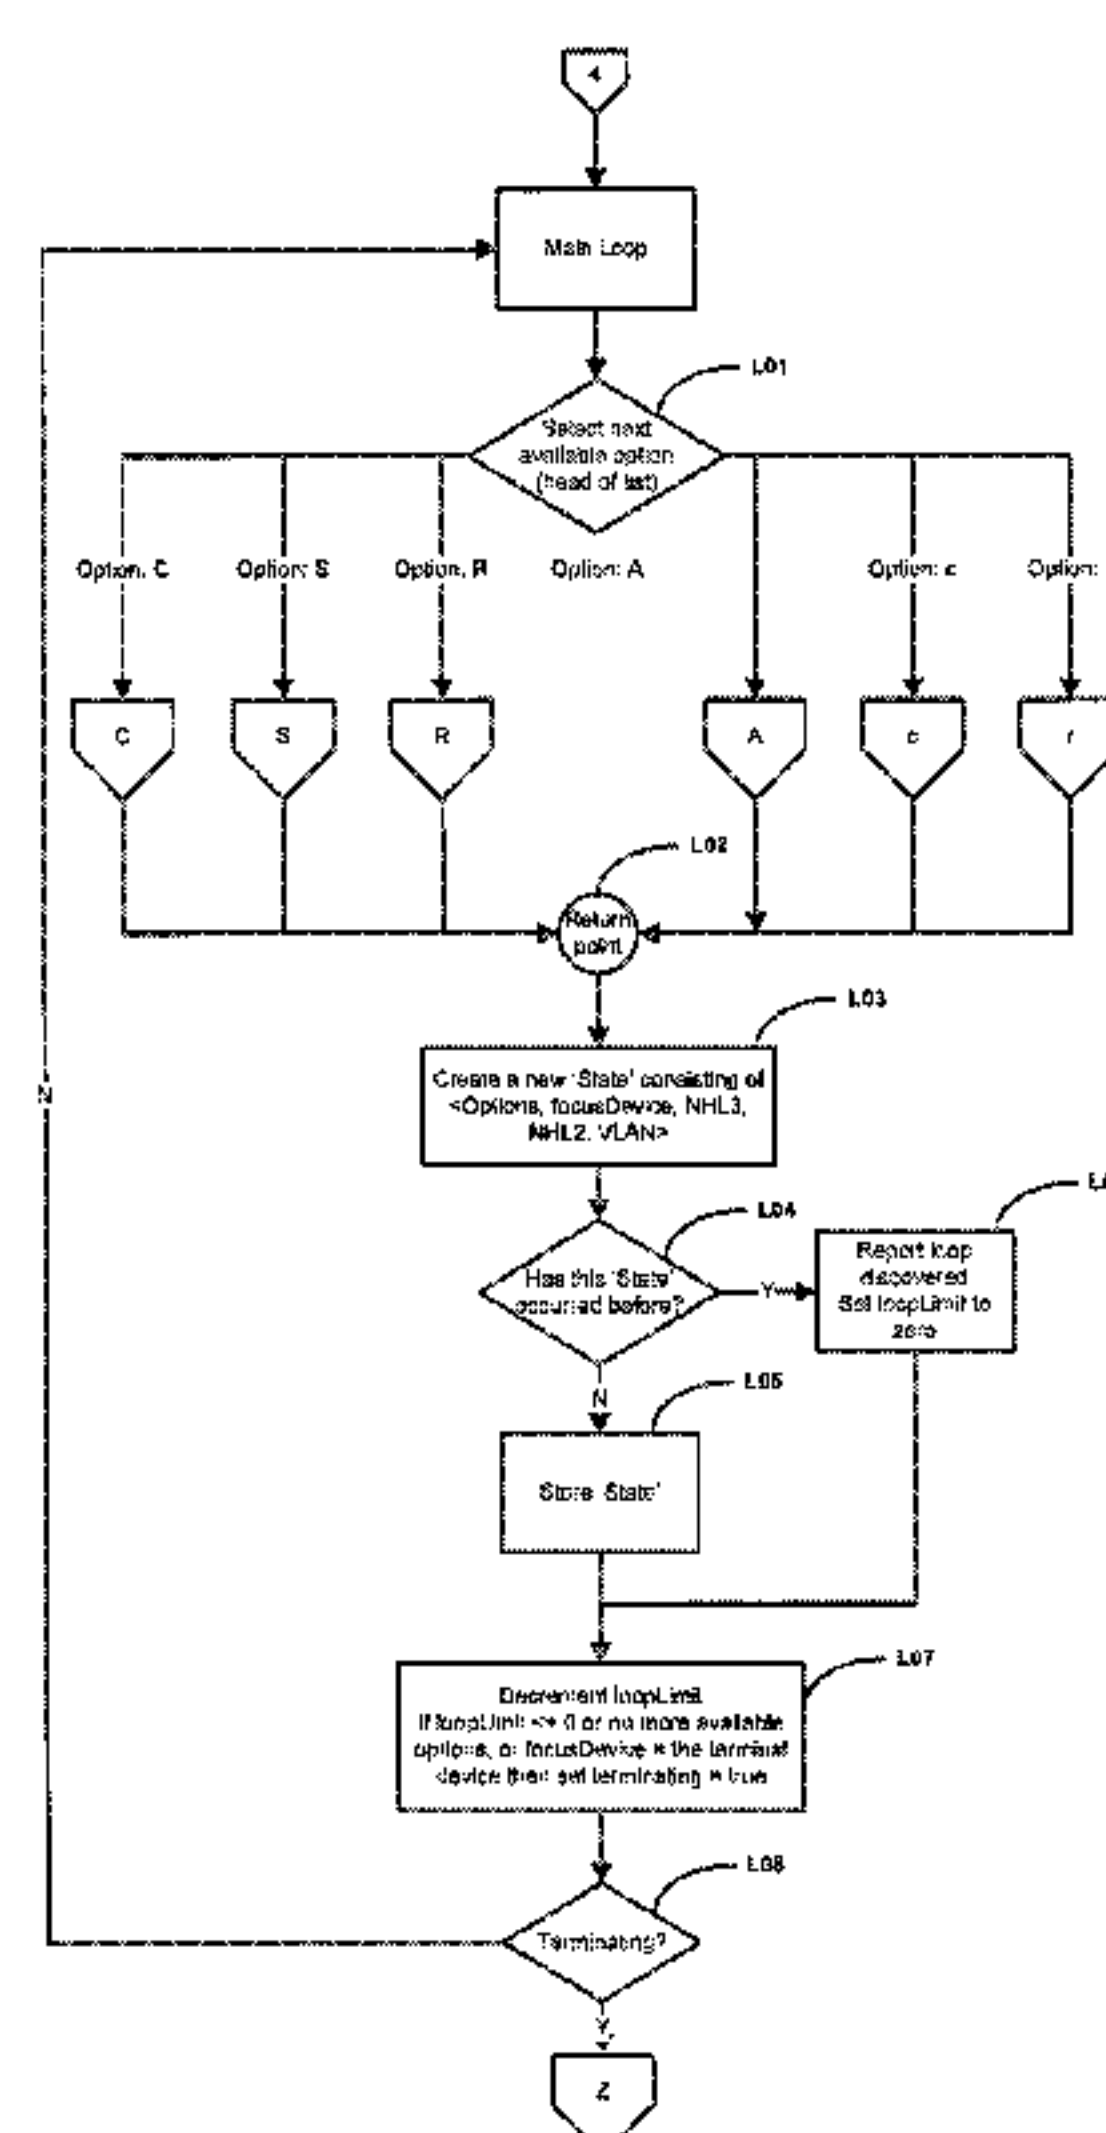 4
Main Loop
L01
Select next
available option
(head of list)
Option: C
Option: S
Option: R
Option: A
Option: c
Option:
C
S
R
A
c
r
L02
Return
point
L03
Create a new 'State' consisting of
<Options, focusDevice, NHL3,
NHL2, VLAN>
N
L04
Has this 'State'
occurred before?
Y
Report loop
discovered
Set loopLimit to
zero
N
L05
Store 'State'
L07
Decrement loopLimit
If loopLimit <= 0 or no more available
options, or focusDevice = the terminal
device then set terminating = true
L08
Terminating?
Y
Z